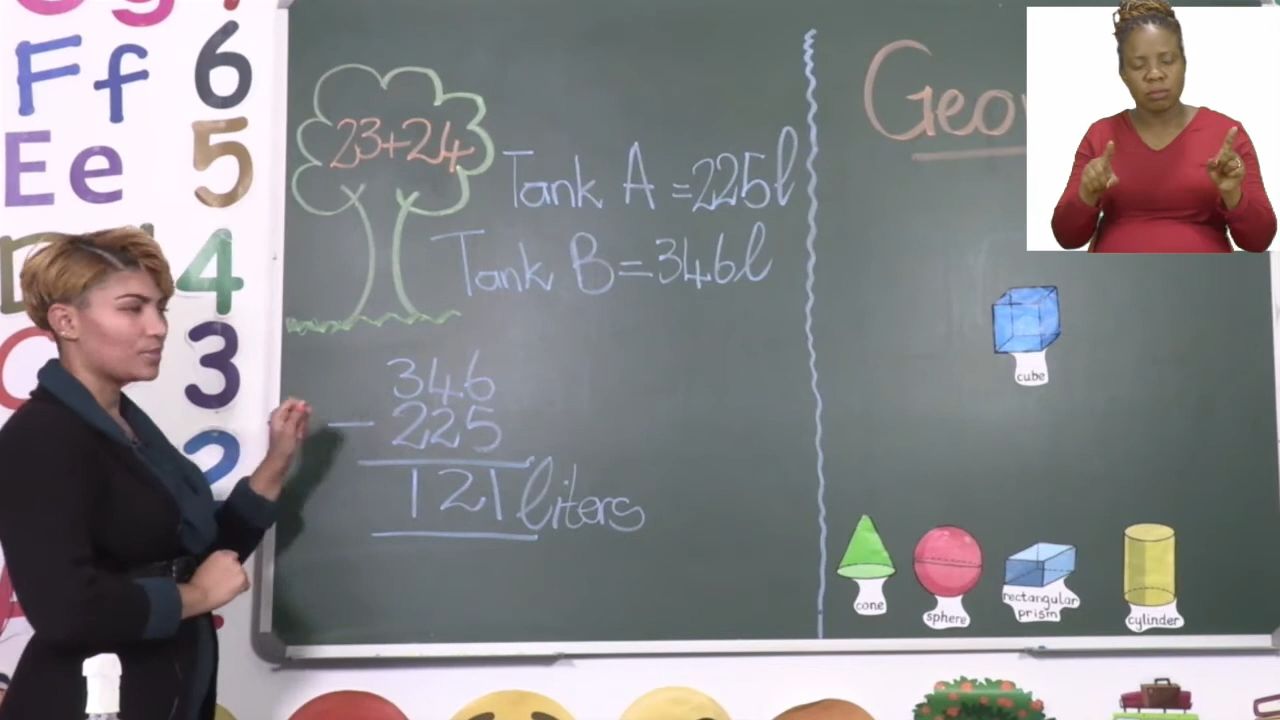 Ff 6
Ee 5
4
3
2
23+24
Tank A = 225l
Tank B = 346l
346
- 225
121 liters
cube
cone
sphere
rectangular
prism
cylinder